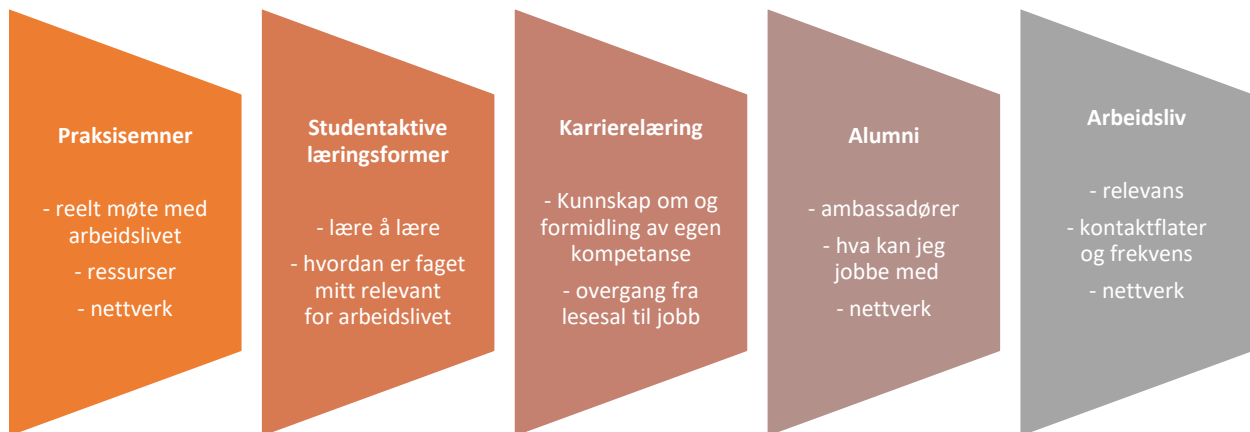 Praksisemner
- reelt møte med
arbeidslivet
- ressurser
- nettverk
Studentaktive
læringsformer
- lære å lære
- hvordan er faget
mitt relevant
for arbeidslivet
Karrierelæring
- Kunnskap om og
formidling av egen
kompetanse
- overgang fra
lesesal til jobb
Alumni
- ambassadører
- hva kan jeg
jobbe med
- nettverk
Arbeidsliv
- relevans
- kontaktflater
og frekvens
- nettverk